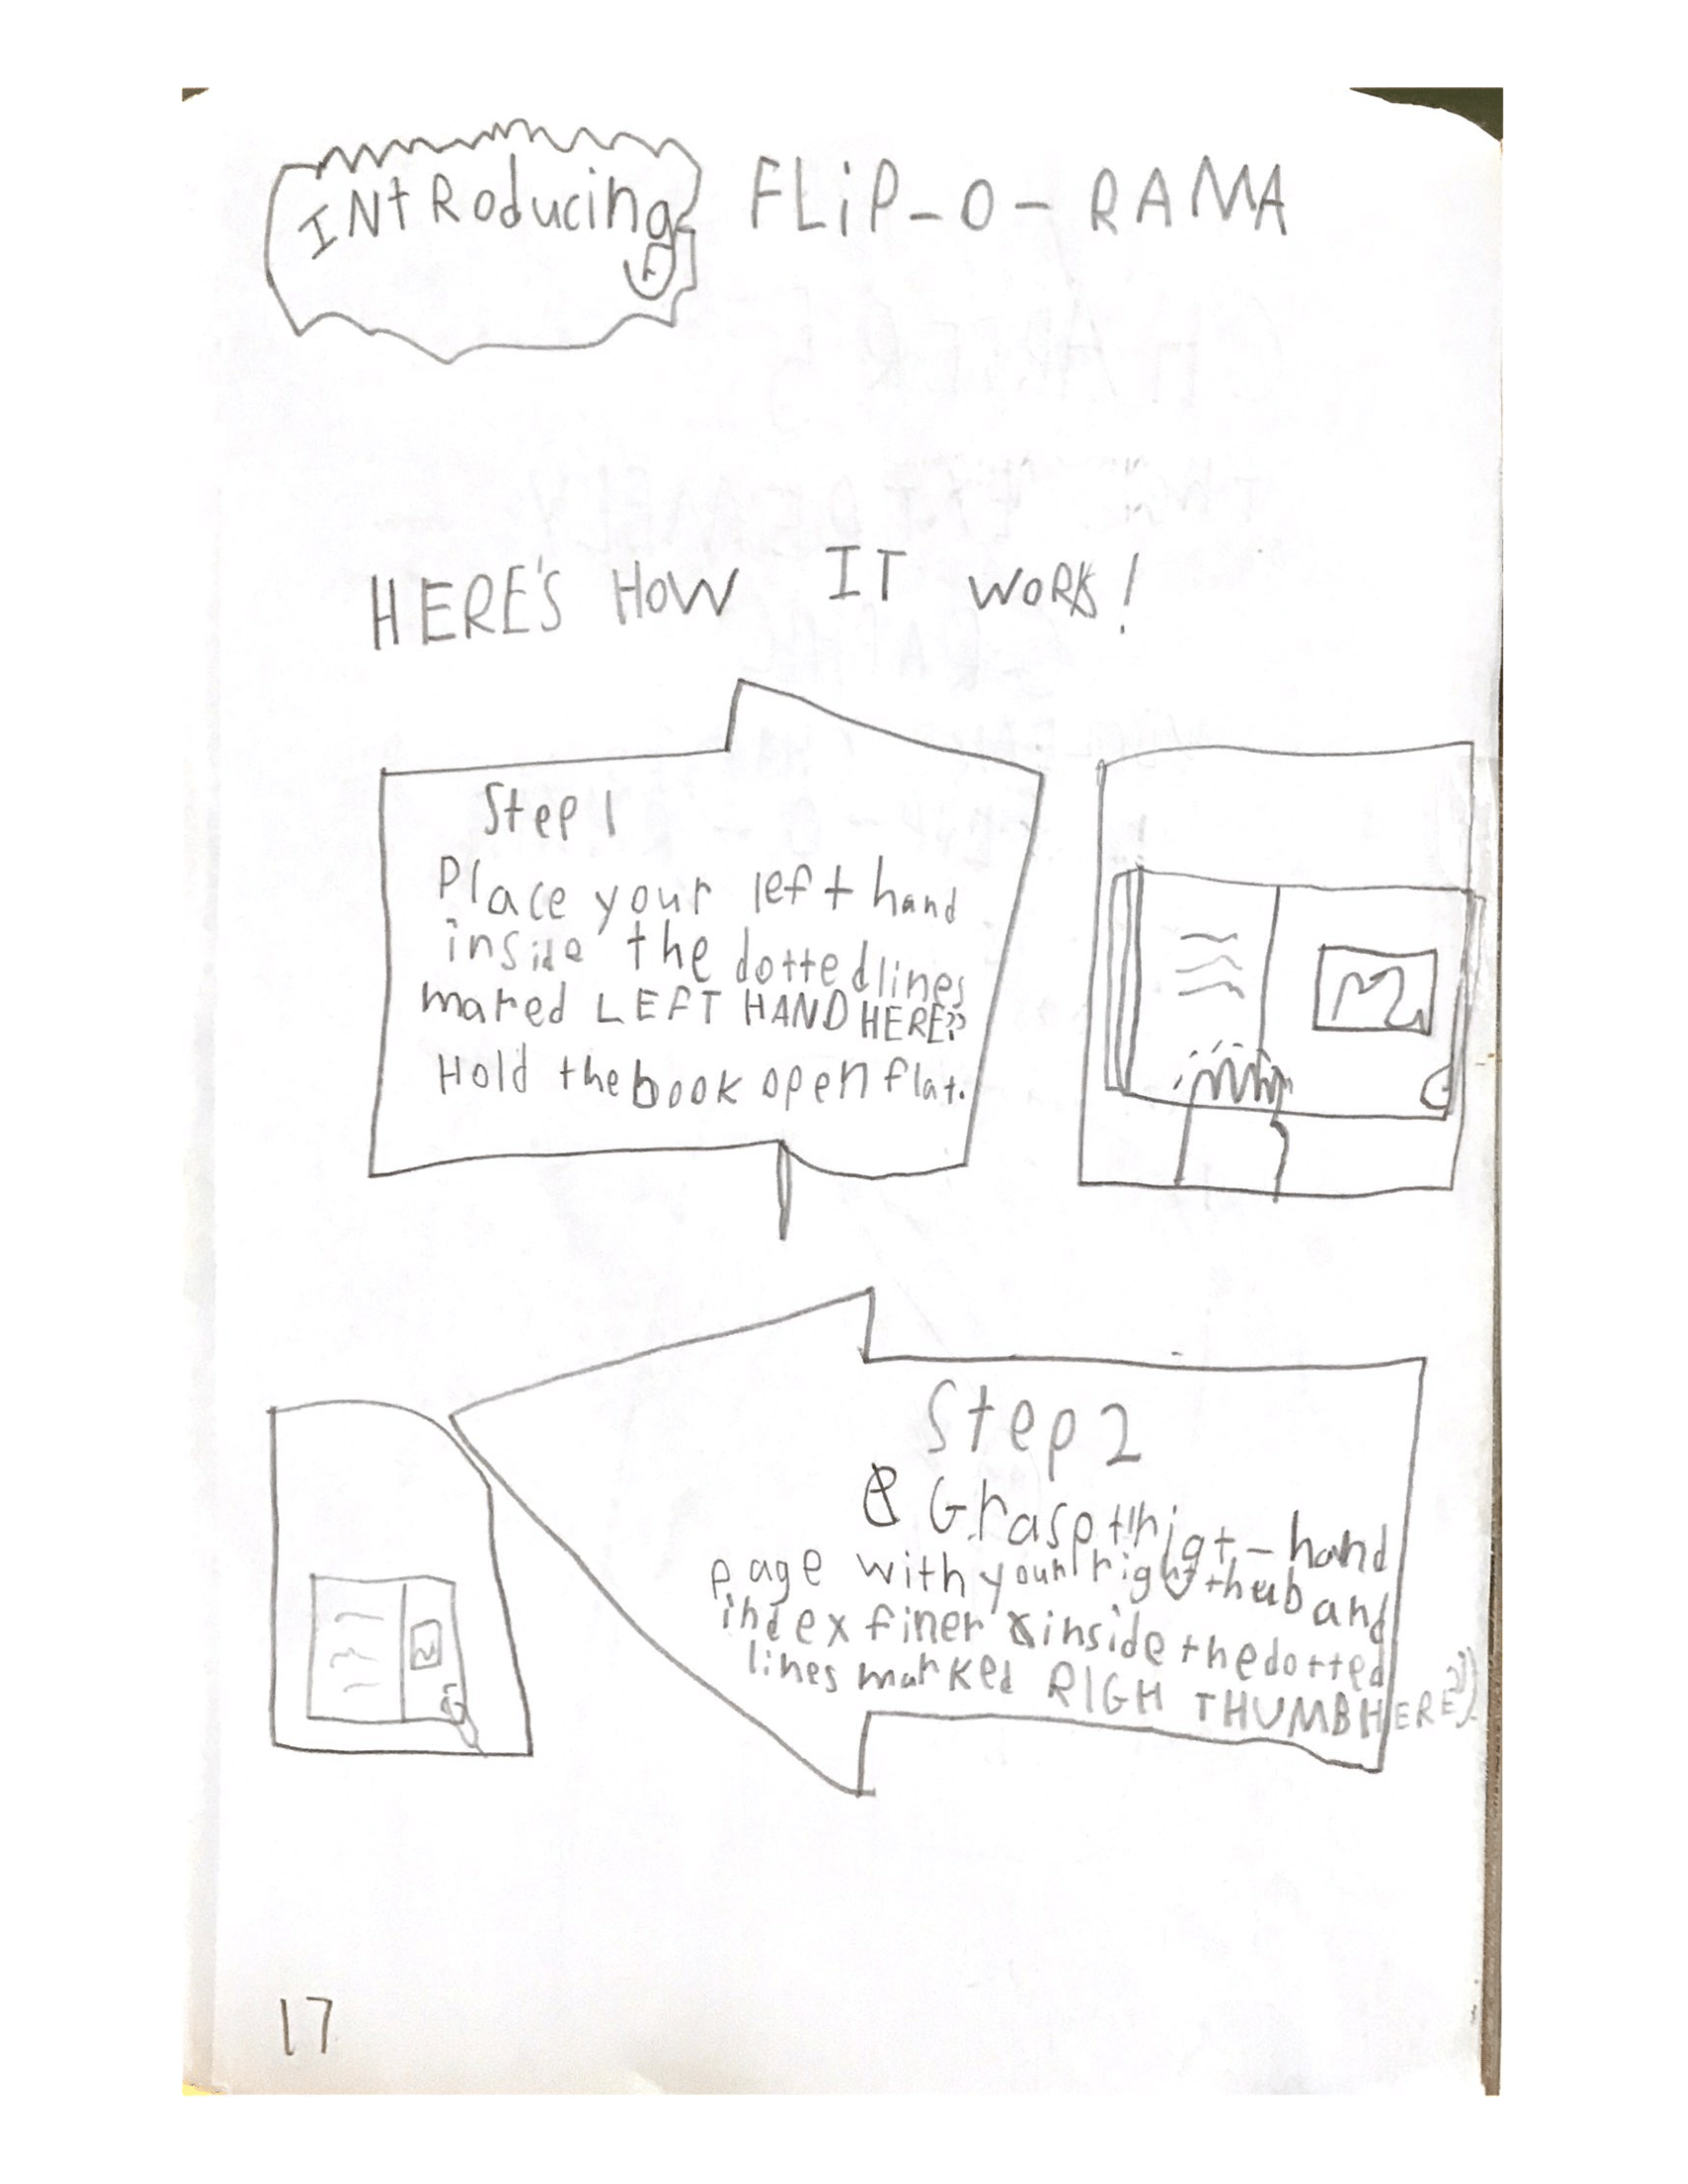 INtRoducing FLiP-O-RAMA
HERE'S HOW IT WORK!
Step 1
Place your left hand
inside the dotted lines
mared LEFT HAND HERE"
Hold the book open flat.
Step 2
Grasp hand
page with your right thub and
index finer inside the dotted
lines marked RIGH THUMB HERE"
17